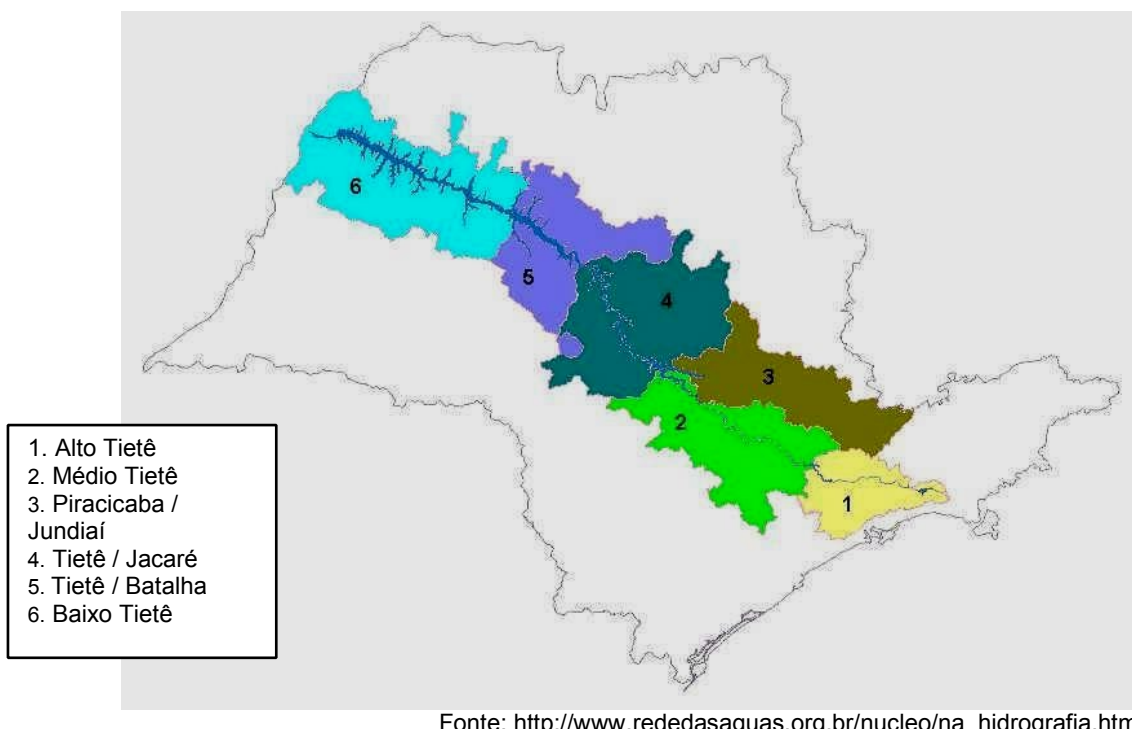 6
5
4
3
2
1
1. Alto Tietê
2. Médio Tietê
3. Piracicaba /
Jundiaí
4. Tietê / Jacaré
5. Tietê / Batalha
6. Baixo Tietê
Fonte: http://www.rededasaguas.org.br/nucleo/na_hidrografia.htm